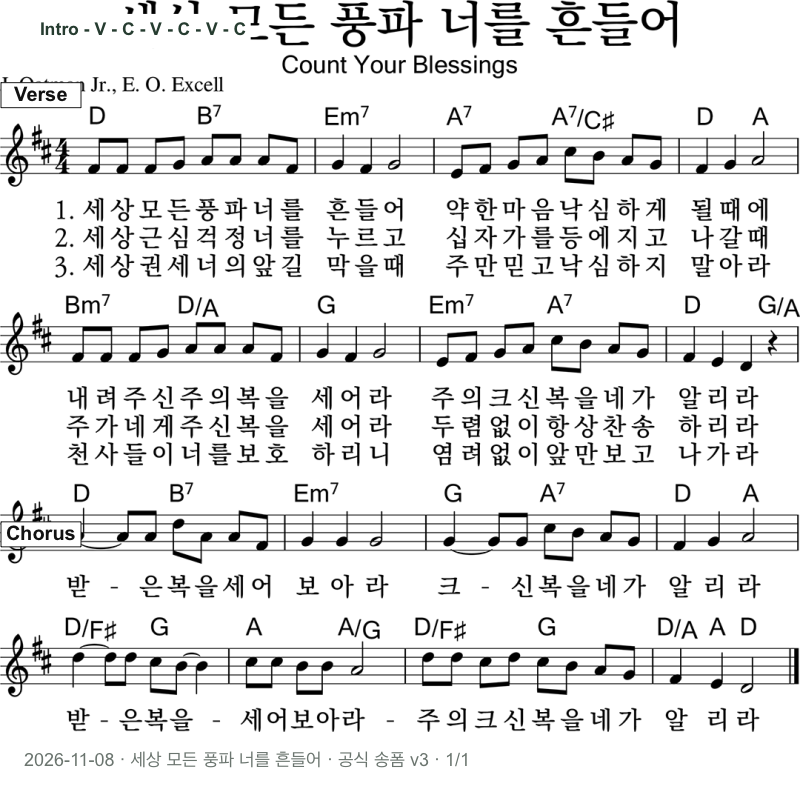 세상 모든 풍파 너를 흔들어
Intro - V - C - V - C - V - C
Count Your Blessings
Jr., E. O. Excell
Verse
D B7 Em7 A7 A7/C♯ D A
1. 세상모든풍파너를 흔들어 약한마음낙심하게 될때에
2. 세상근심걱정너를 누르고 십자가를등에지고 나갈때
3. 세상권세너의앞길 막을때 주만믿고낙심하지 말아라
Bm7 D/A G Em7 A7 D G/A
내려주신주의복을 세어라 주의크신복을네가 알리라
주가네게주신복을 세어라 두렴없이항상찬송 하리라
천사들이너를보호 하리니 염려없이앞만보고 나가라
D B7 Em7 G A7 D A
Chorus
받 - 은복을세어 보아라 크 - 신복을네가 알리라
D/F♯ G A A/G D/F♯ G D/A A D
받 - 은복을 - 세어보아라 - 주의크신복을네가 알리라
2026-11-08 · 세상 모든 풍파 너를 흔들어 · 공식 송폼 v3 · 1/1